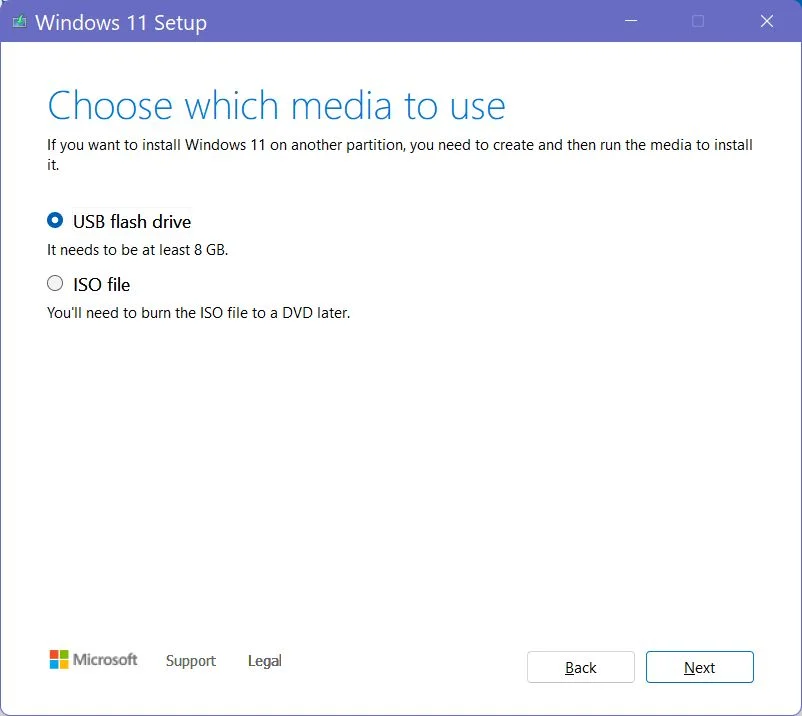 Windows 11 Setup
Choose which media to use
If you want to install Windows 11 on another partition, you need to create and then run the media to install
it.
USB flash drive
It needs to be at least 8 GB.
ISO file
You'll need to burn the ISO file to a DVD later.
Microsoft Support Legal Back Next